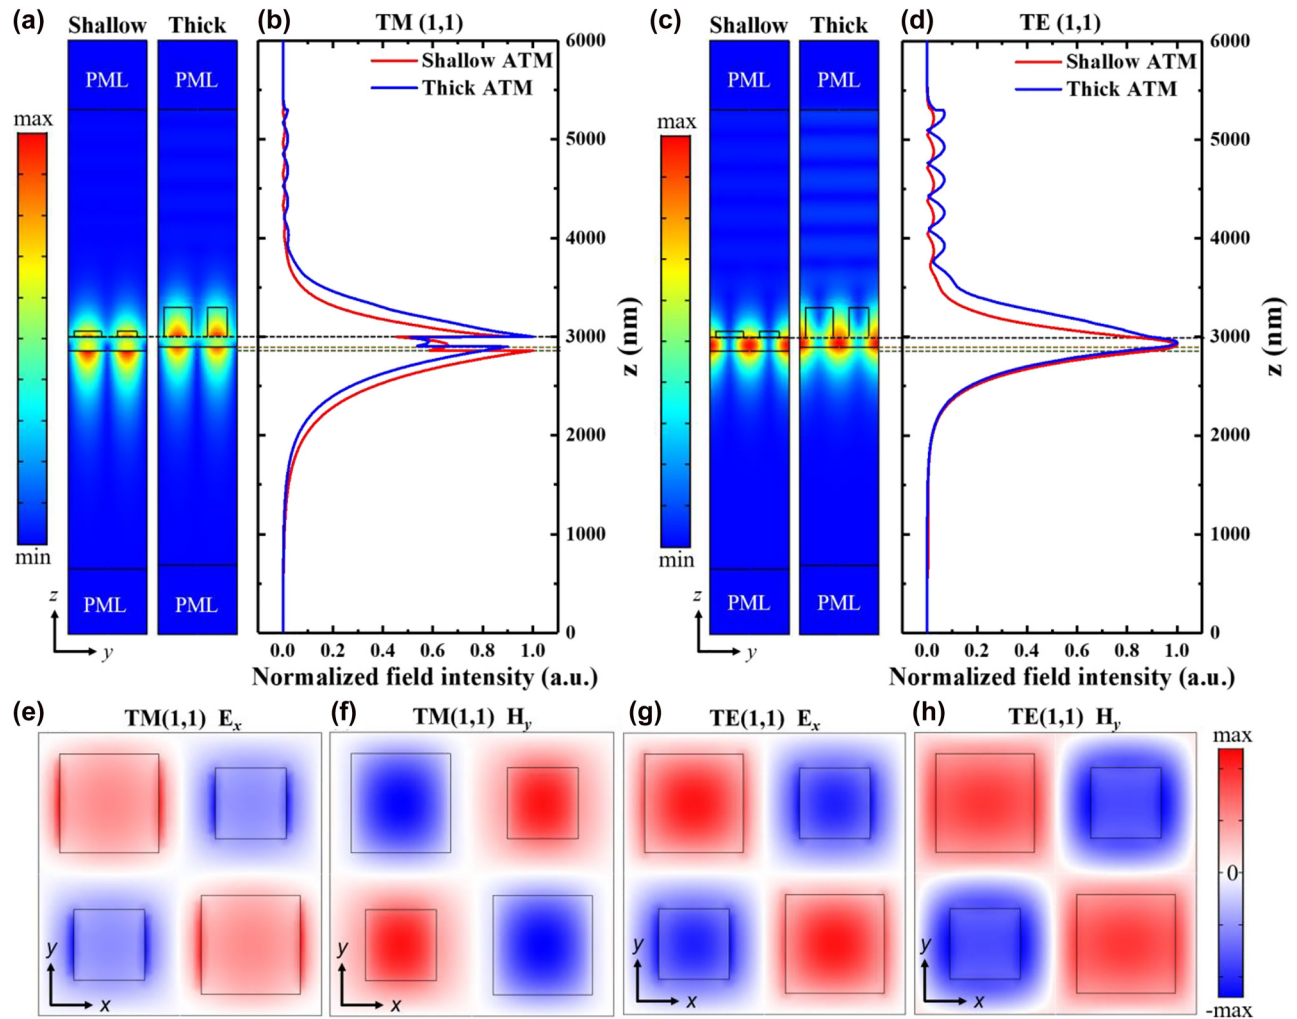 (a) Shallow Thick (b) TM (1,1) (c) Shallow Thick (d) TE (1,1)
PML PML Shallow ATM Thick ATM 6000 PML PML Shallow ATM Thick ATM 6000
max max
5000 5000
4000 4000
3000 3000
z (nm) z (nm)
2000 2000
1000 1000
min min
z PML PML z PML PML
y 0 y 0
0.0 0.2 0.4 0.6 0.8 1.0 0.0 0.2 0.4 0.6 0.8 1.0
Normalized field intensity (a.u.) Normalized field intensity (a.u.)
(e) TM(1,1) Ex (f) TM(1,1) Hy (g) TE(1,1) Ex (h) TE(1,1) Hy
max
0
y y y y
x x x x
-max